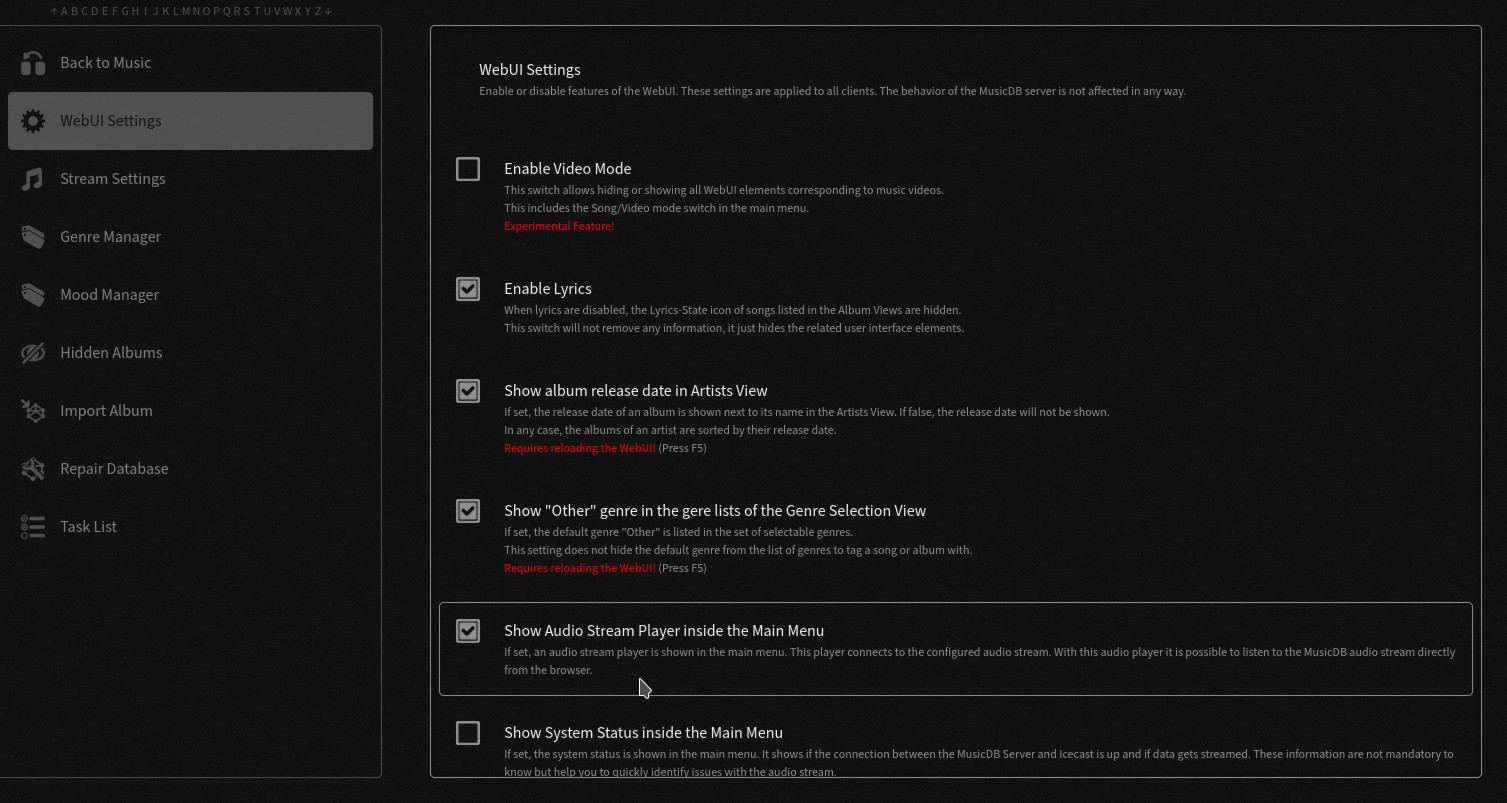 ↑ A B C D E F G H I J K L M N O P Q R S T U V W X Y Z ↓
Back to Music
WebUI Settings
Stream Settings
Genre Manager
Mood Manager
Hidden Albums
Import Album
Repair Database
Task List
WebUI Settings
Enable or disable features of the WebUI. These settings are applied to all clients. The behavior of the MusicDB server is not affected in any way.
Enable Video Mode
This switch allows hiding or showing all WebUI elements corresponding to music videos.
This includes the Song/Video mode switch in the main menu.
Experimental Feature!
Enable Lyrics
When lyrics are disabled, the Lyrics-State icon of songs listed in the Album Views are hidden.
This switch will not remove any information, it just hides the related user interface elements.
Show album release date in Artists View
If set, the release date of an album is shown next to its name in the Artists View. If false, the release date will not be shown.
In any case, the albums of an artist are sorted by their release date.
Requires reloading the WebUI! (Press F5)
Show "Other" genre in the gere lists of the Genre Selection View
If set, the default genre "Other" is listed in the set of selectable genres.
This setting does not hide the default genre from the list of genres to tag a song or album with.
Requires reloading the WebUI! (Press F5)
Show Audio Stream Player inside the Main Menu
If set, an audio stream player is shown in the main menu. This player connects to the configured audio stream. With this audio player it is possible to listen to the MusicDB audio stream directly
from the browser.
Show System Status inside the Main Menu
If set, the system status is shown in the main menu. It shows if the connection between the MusicDB Server and Icecast is up and if data gets streamed. These information are not mandatory to
know but help you to quickly identify issues with the audio stream.